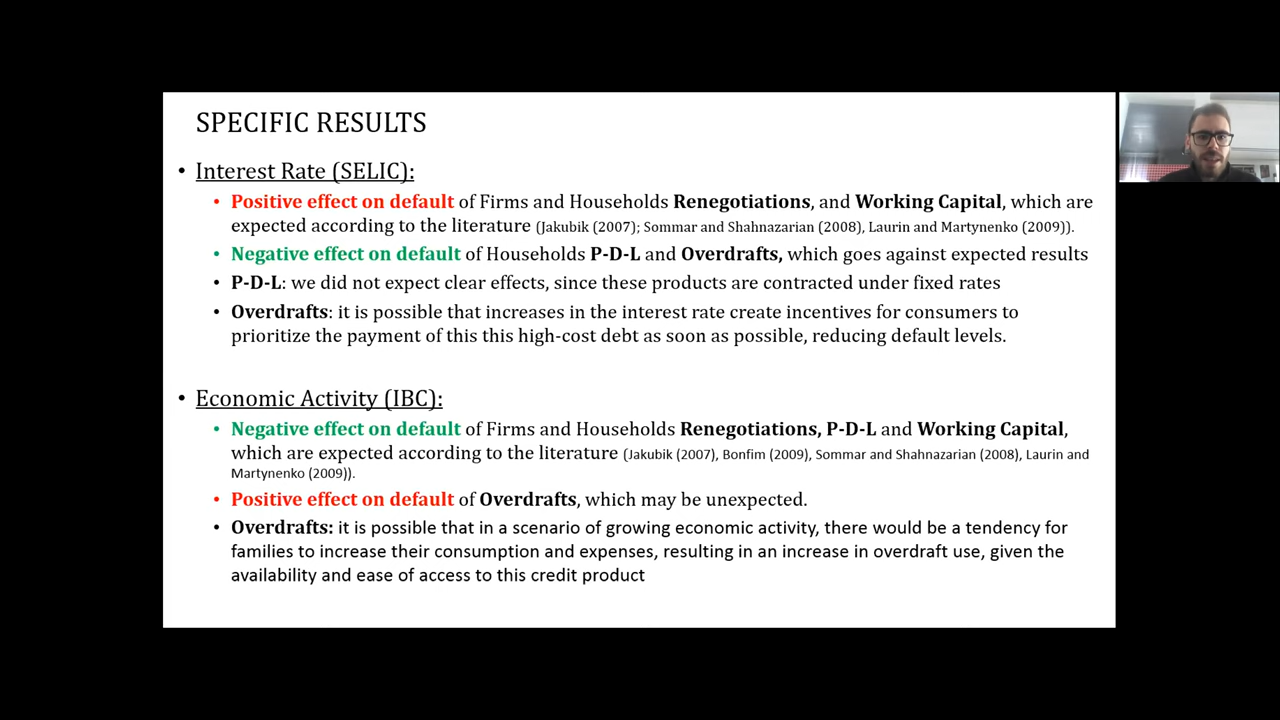 SPECIFIC RESULTS
• Interest Rate (SELIC):
• Positive effect on default of Firms and Households Renegotiations, and Working Capital, which are
expected according to the literature (Jakubik (2007); Sommar and Shahnazarian (2008), Laurin and Martynenko (2009)).
• Negative effect on default of Households P-D-L and Overdrafts, which goes against expected results
• P-D-L: we did not expect clear effects, since these products are contracted under fixed rates
• Overdrafts: it is possible that increases in the interest rate create incentives for consumers to
prioritize the payment of this this high-cost debt as soon as possible, reducing default levels.
• Economic Activity (IBC):
• Negative effect on default of Firms and Households Renegotiations, P-D-L and Working Capital,
which are expected according to the literature (Jakubik (2007), Bonfim (2009), Sommar and Shahnazarian (2008), Laurin and
Martynenko (2009)).
• Positive effect on default of Overdrafts, which may be unexpected.
• Overdrafts: it is possible that in a scenario of growing economic activity, there would be a tendency for
families to increase their consumption and expenses, resulting in an increase in overdraft use, given the
availability and ease of access to this credit product